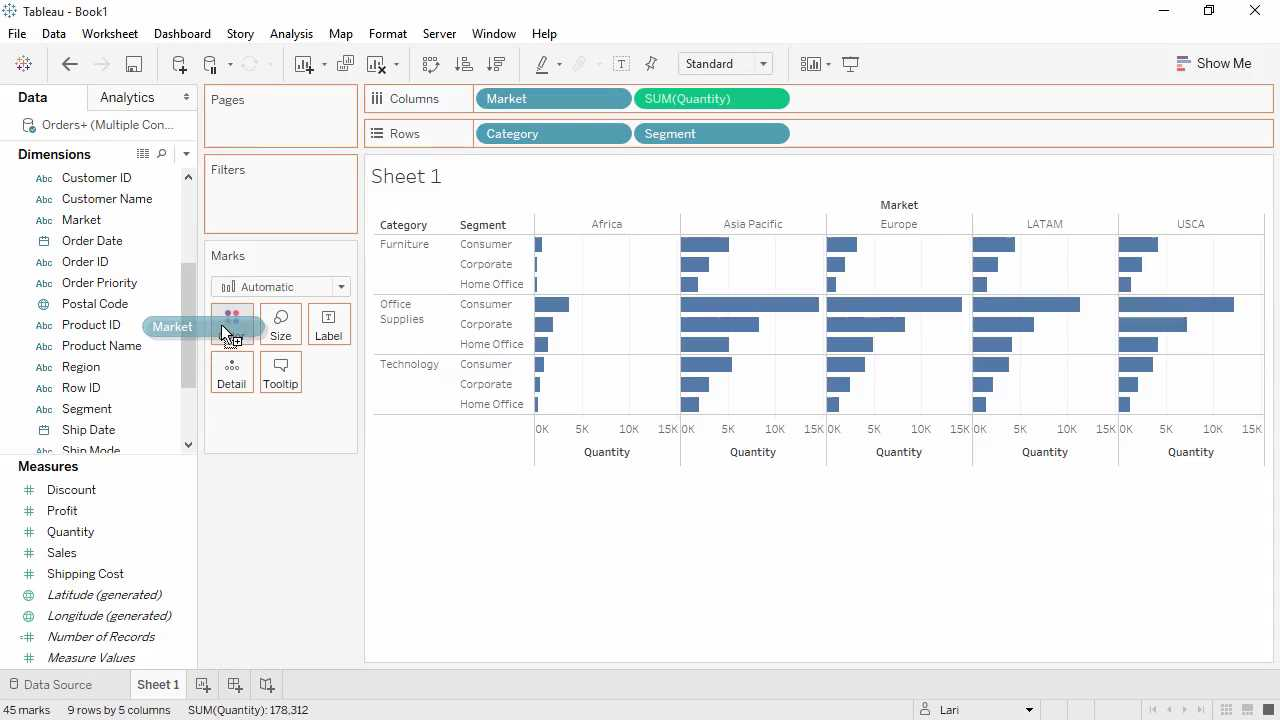 Tableau - Book1
File Data Worksheet Dashboard Story Analysis Map Format Server Window Help
Standard
Show Me
Data
Analytics
Orders+ (Multiple Con...
Dimensions
Abc Customer ID
Abc Customer Name
Abc Market
Order Date
Abc Order ID
Abc Order Priority
Postal Code
Abc Product ID
Abc Product Name
Abc Region
Abc Row ID
Abc Segment
Ship Date
Abc Ship Mode
Measures
Discount
Profit
Quantity
Sales
Shipping Cost
Latitude (generated)
Longitude (generated)
Number of Records
Measure Values
Pages
Filters
Marks
Automatic
Market
Size
Label
Detail
Tooltip
Columns Market SUM(Quantity)
Rows Category Segment
Sheet 1
Market
Category Segment Africa Asia Pacific Europe LATAM USCA
Furniture Consumer
Corporate
Home Office
Office Supplies Consumer
Corporate
Home Office
Technology Consumer
Corporate
Home Office
0K 5K 10K 15K 0K 5K 10K 15K 0K 5K 10K 15K 0K 5K 10K 15K 0K 5K 10K 15K
Quantity Quantity Quantity Quantity Quantity
Data Source Sheet 1
45 marks 9 rows by 5 columns SUM(Quantity): 178,312 Lari